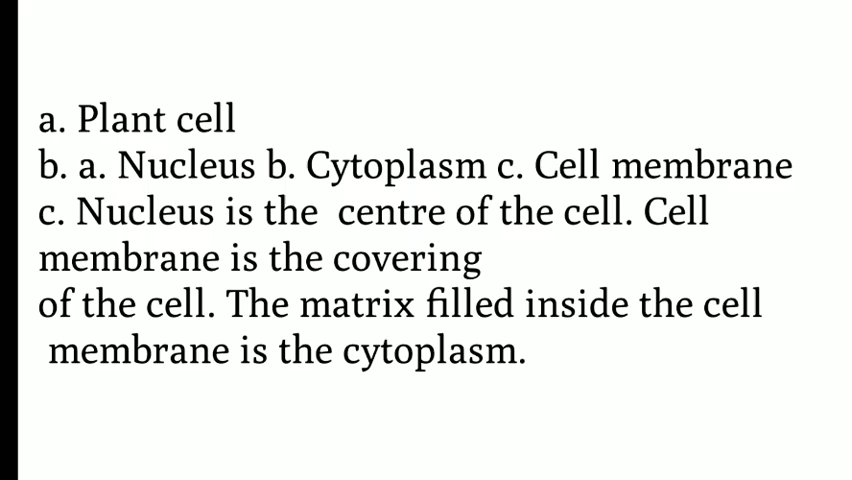 a. Plant cell
b. a. Nucleus b. Cytoplasm c. Cell membrane
c. Nucleus is the centre of the cell. Cell
membrane is the covering
of the cell. The matrix filled inside the cell
membrane is the cytoplasm.